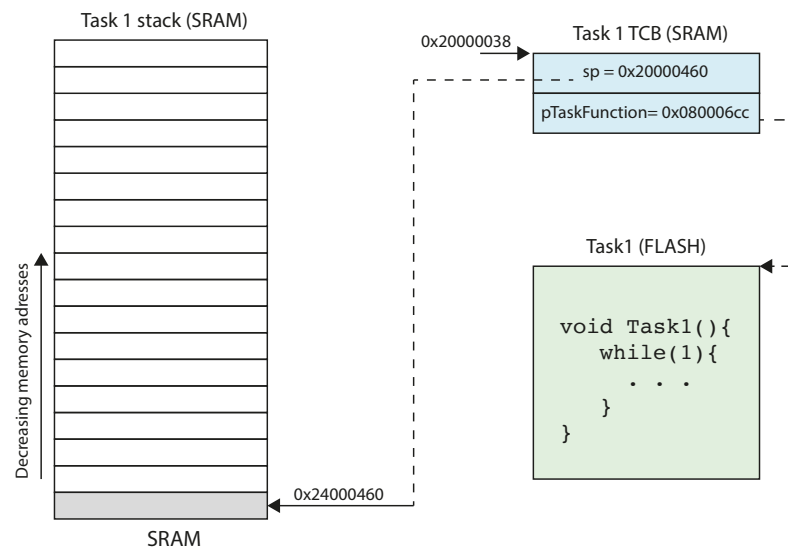 Task 1 stack (SRAM)
Decreasing memory adresses
SRAM
0x24000460
0x20000038
Task 1 TCB (SRAM)
sp = 0x20000460
pTaskFunction= 0x080006cc
Task1 (FLASH)
void Task1(){
while(1){
. . .
}
}